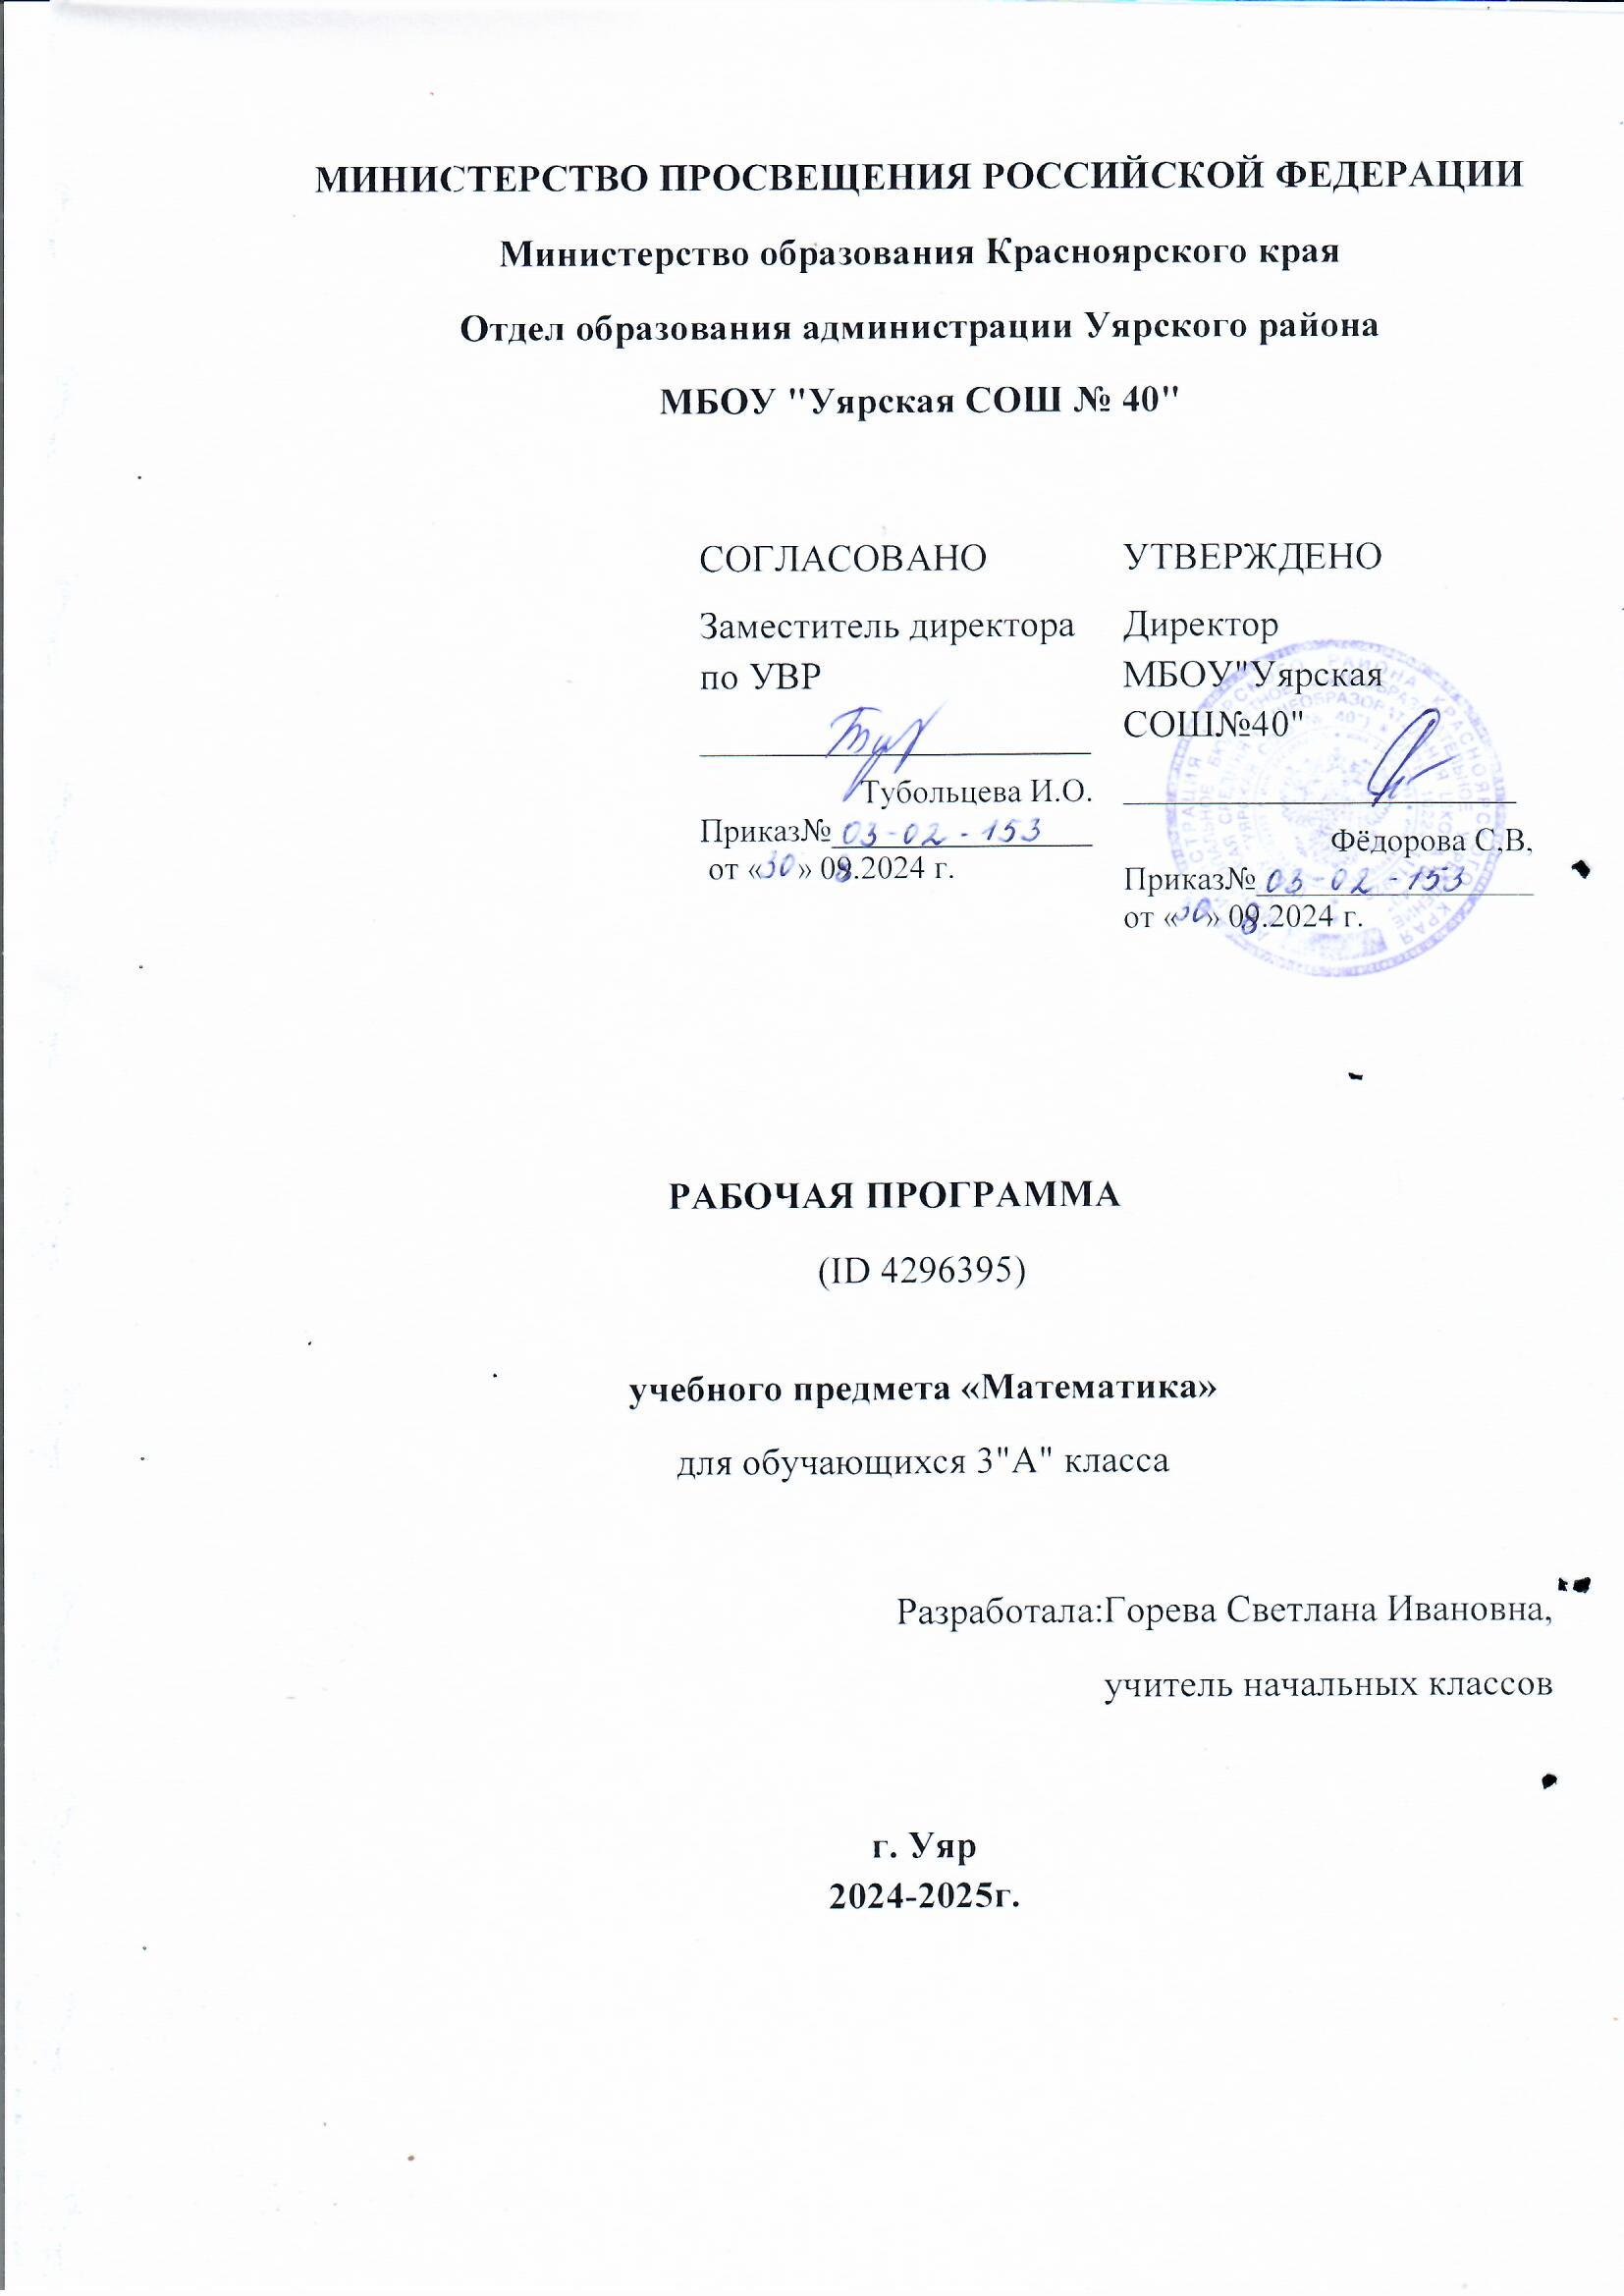 МИНИСТЕРСТВО ПРОСВЕЩЕНИЯ РОССИЙСКОЙ ФЕДЕРАЦИИ
Министерство образования Красноярского края
Отдел образования администрации Уярского района
МБОУ "Уярская СОШ № 40"
СОГЛАСОВАНО
Заместитель директора
по УВР
Тубольцева И.О.
Приказ№ 03-02-153
от «30» 08.2024 г.
УТВЕРЖДЕНО
Директор
МБОУ"Уярская
СОШ№40"
Фёдорова С,В,
Приказ№ 03-02-153
от «30» 08.2024 г.
РАБОЧАЯ ПРОГРАММА
(ID 4296395)
учебного предмета «Математика»
для обучающихся 3"А" класса
Разработала:Горева Светлана Ивановна,
учитель начальных классов
г. Уяр
2024-2025г.